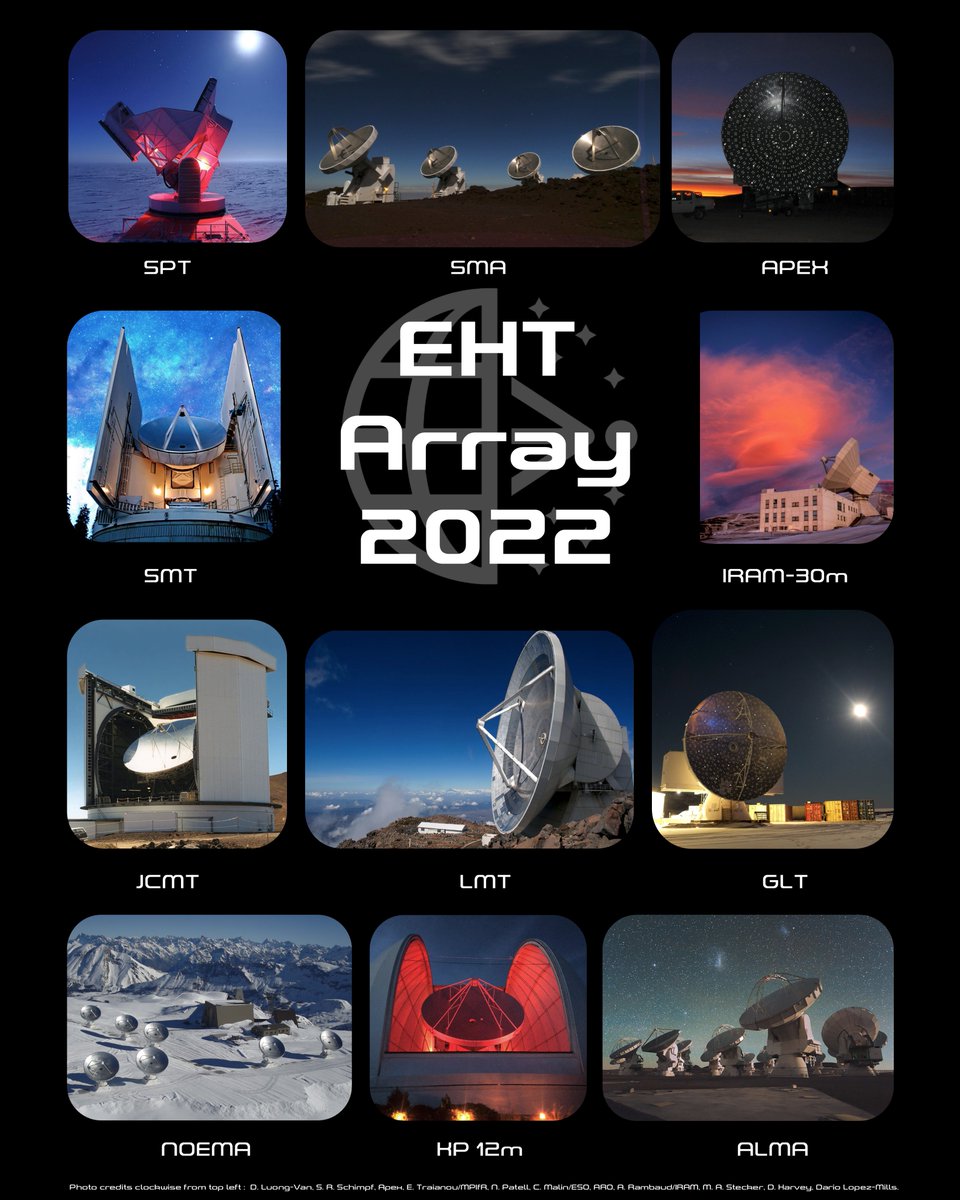 SPT
SMA
APEX
EHT
Array
2022
SMT
IRAM-30m
JCMT
LMT
GLT
NOEMA
KP 12m
ALMA
Photo credits clockwise from top left : D. Luong-Van, S. R. Schimpf, Apex, E. Traianou/MPIfR, N. Patell, C. Malin/ESO, ARO, A. Rambaud/IRAM, M. A. Stecker, D. Harvey, Dario Lopez-Mills.